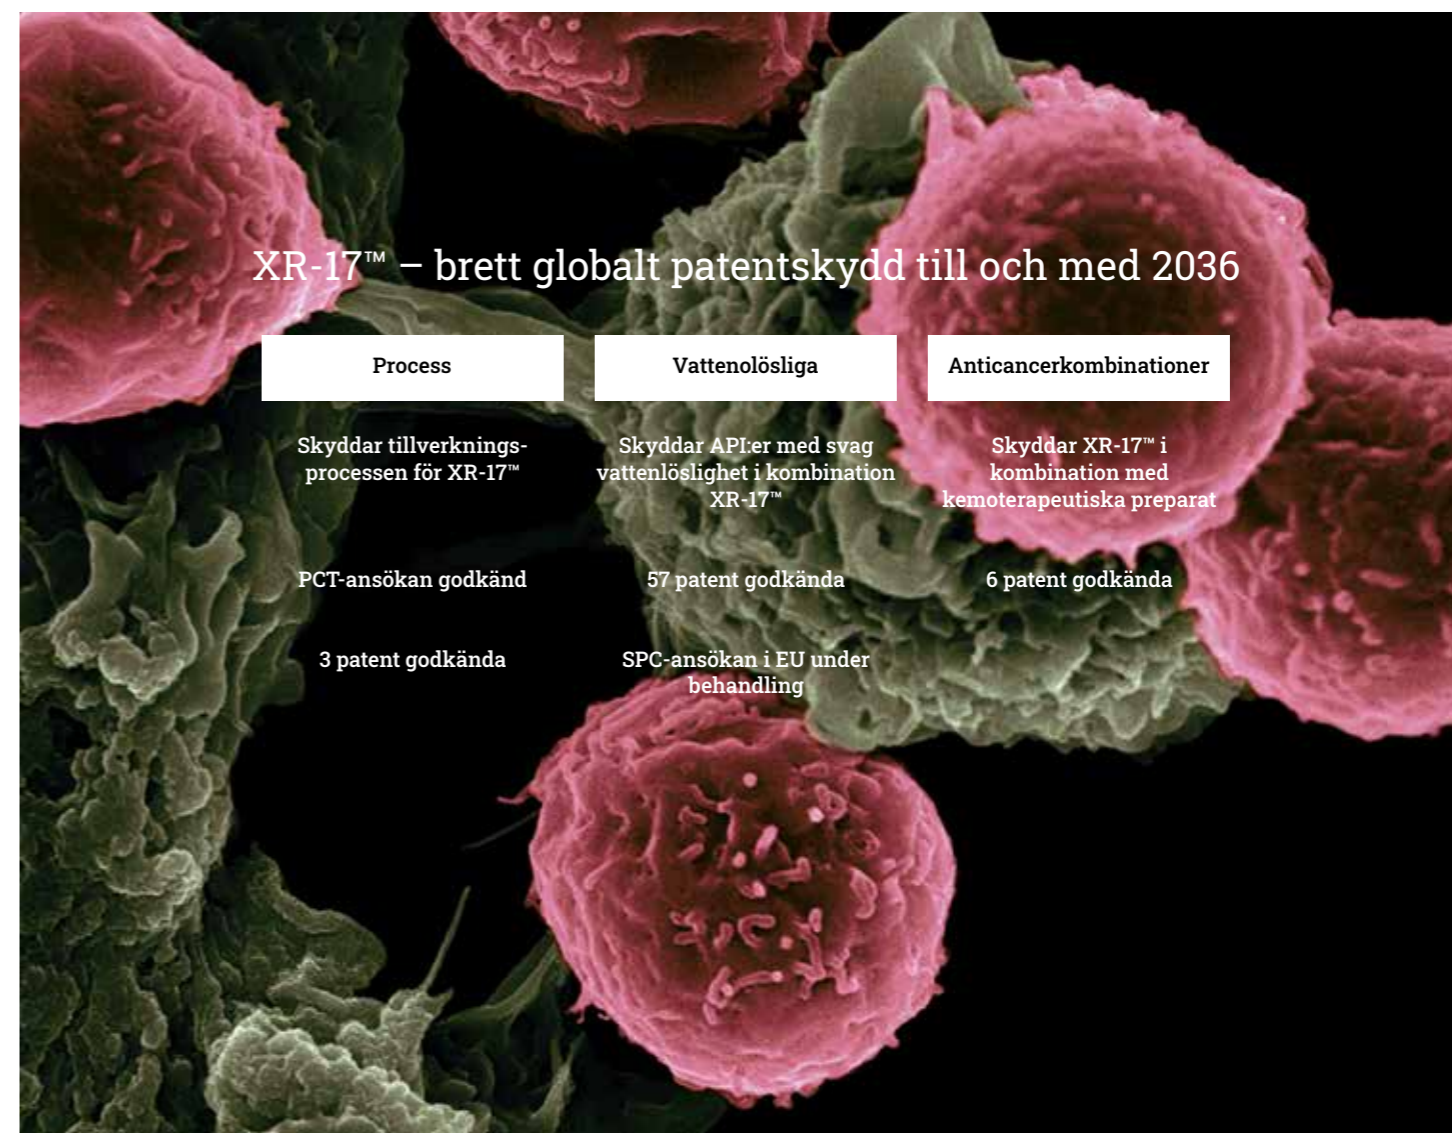 XR-17™ – brett globalt patentskydd till och med 2036
Process
Vattenolösliga
Anticancerkombinationer
Skyddar tillverknings-
processen för XR-17™
Skyddar API:er med svag
vattenlöslighet i kombination
XR-17™
Skyddar XR-17™ i
kombination med
kemoterapeutiska preparat
PCT-ansökan godkänd
57 patent godkända
6 patent godkända
3 patent godkända
SPC-ansökan i EU under
behandling